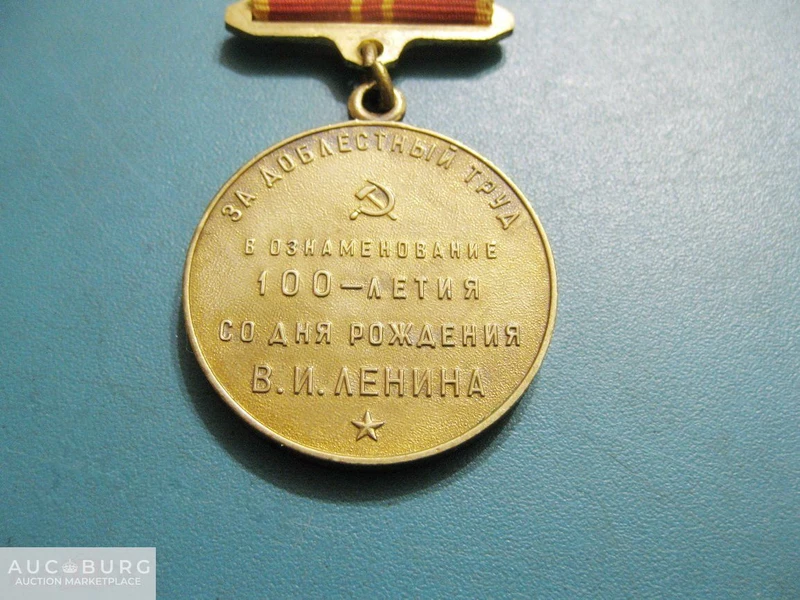 ЗА ДОБЛЕСТНЫЙ ТРУД
В ОЗНАМЕНОВАНИЕ
100—ЛЕТИЯ
СО ДНЯ РОЖДЕНИЯ
В.И.ЛЕНИНА
AUCBURG
AUCTION MARKETPLACE